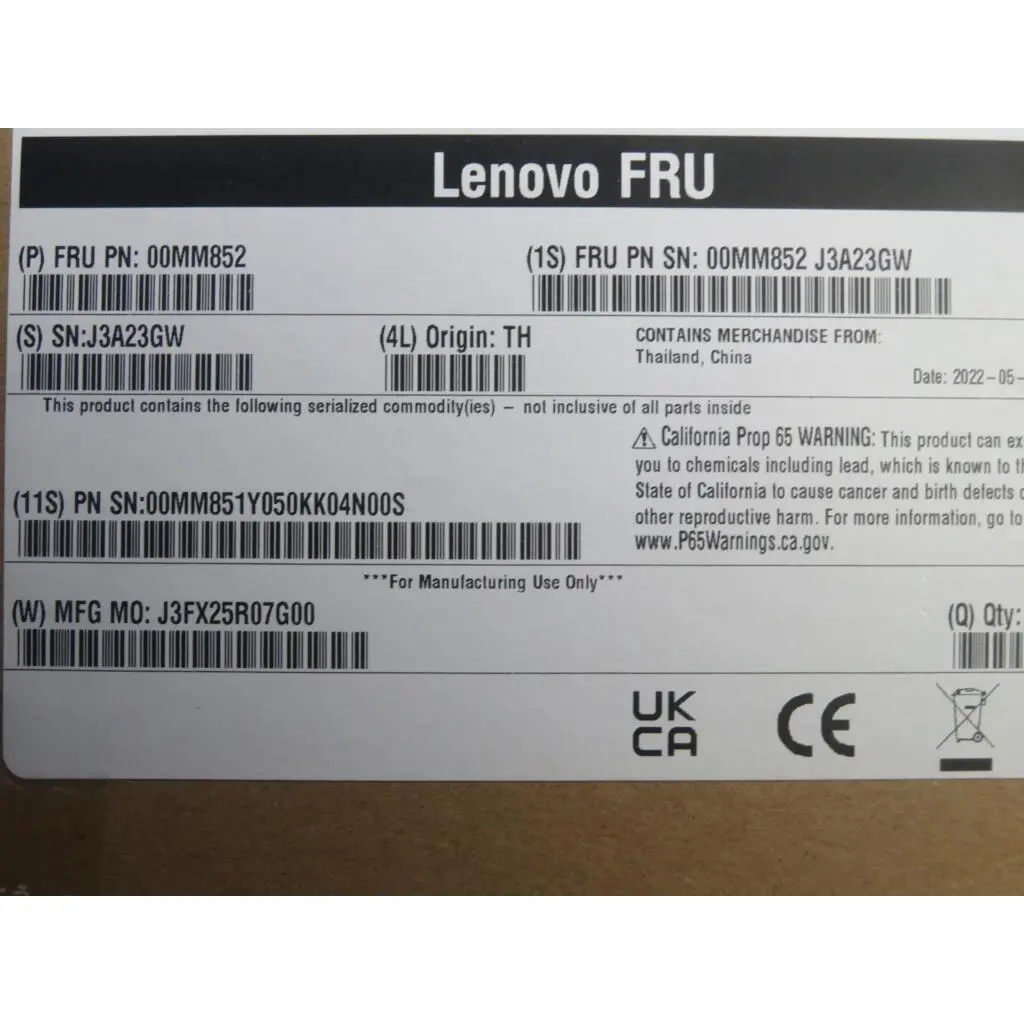 Lenovo FRU
(P) FRU PN: 00MM852
(1S) FRU PN SN: 00MM852 J3A23GW
(S) SN:J3A23GW
(4L) Origin: TH
CONTAINS MERCHANDISE FROM:
Thailand, China
Date: 2022-05-
This product contains the following serialized commodity(ies) – not inclusive of all parts inside
⚠ California Prop 65 WARNING: This product can ex
you to chemicals including lead, which is known to th
State of California to cause cancer and birth defects o
other reproductive harm. For more information, go to
www.P65Warnings.ca.gov.
(11S) PN SN:00MM851Y050KK04N00S
***For Manufacturing Use Only***
(W) MFG MO: J3FX25R07G00
(Q) Qty:
UK
CA
CE